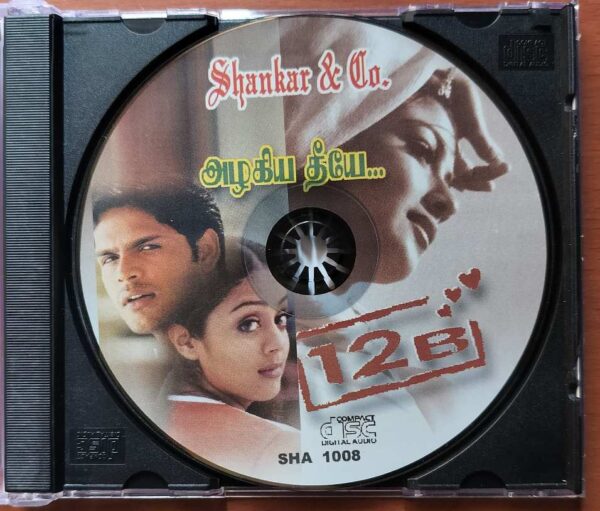 Shankar & Co.
அழகிய தீயே...
12B
COMPACT
disc
DIGITAL AUDIO
SHA 1008